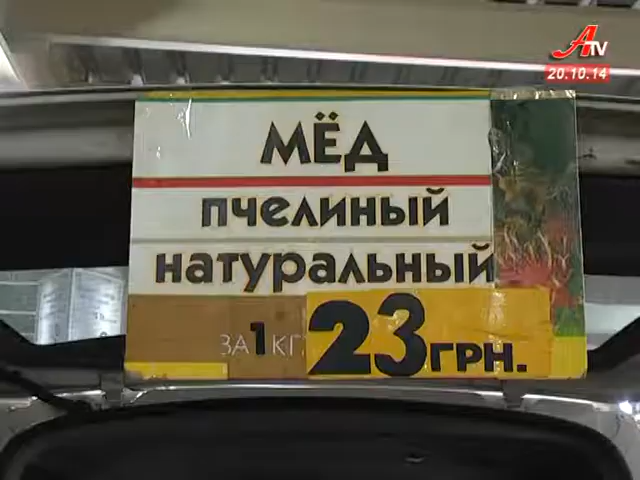 ATV
20.10.14
МЁД
пчелиный
натуральный
ЗА 1 КГ 23 ГРН.